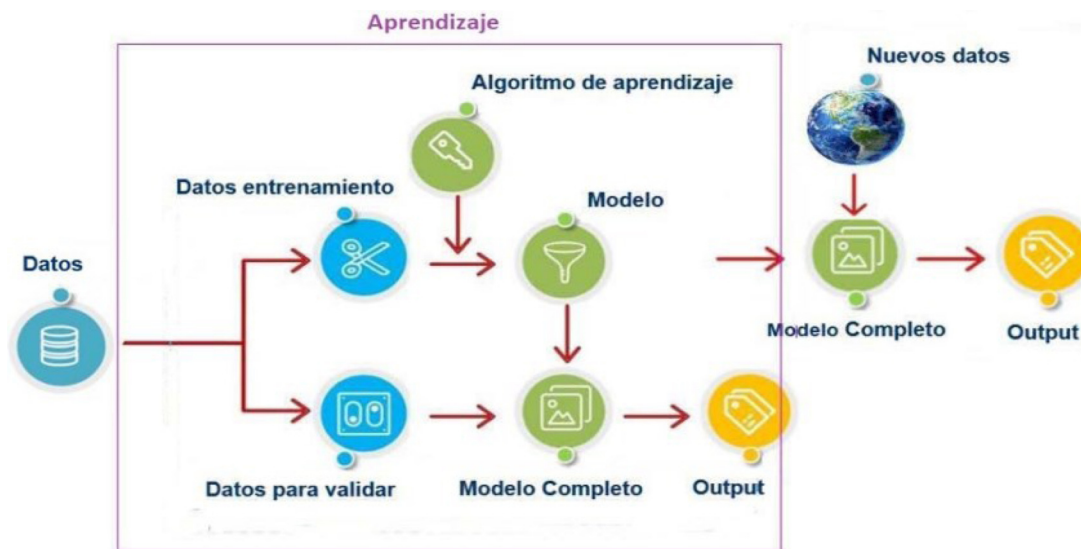 Aprendizaje
Nuevos datos
Algoritmo de aprendizaje
Datos entrenamiento
Modelo
Datos
Modelo Completo
Output
Datos para validar
Modelo Completo
Output